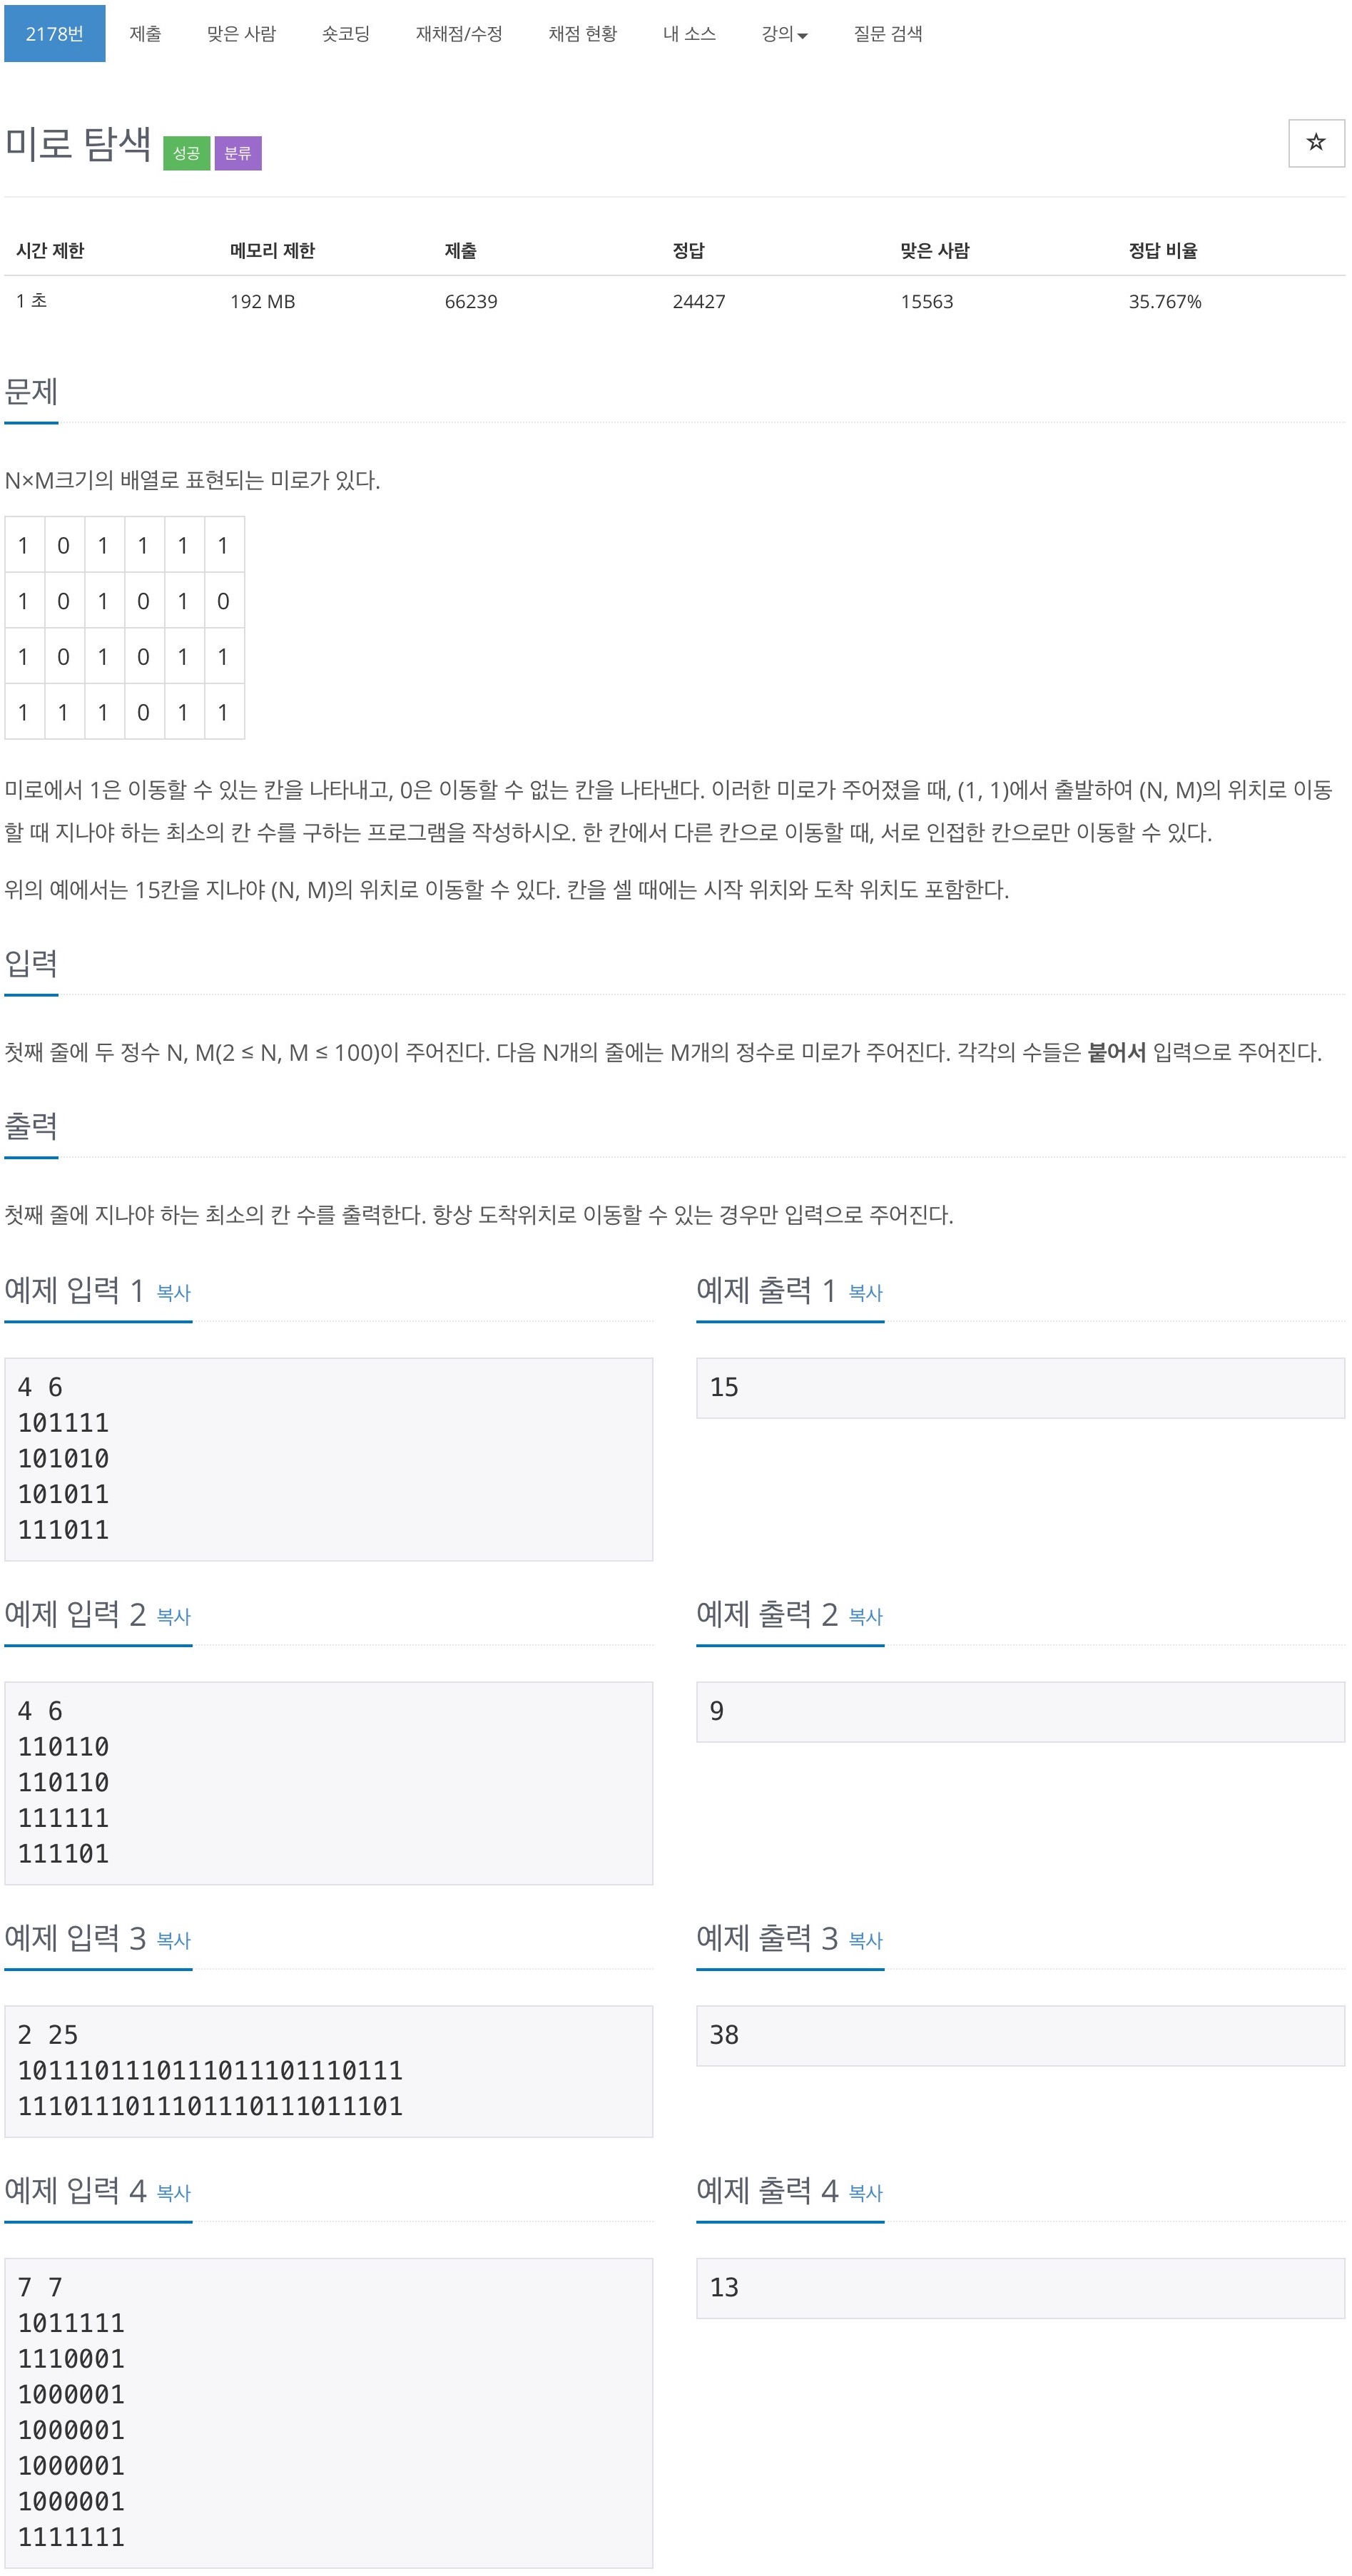 2178번 제출 맞은 사람 숏코딩 재채점/수정 채점 현황 내 소스 강의 질문 검색
미로 탐색 성공 분류
시간 제한 메모리 제한 제출 정답 맞은 사람 정답 비율
1 초 192 MB 66239 24427 15563 35.767%
문제
N×M크기의 배열로 표현되는 미로가 있다.
1 0 1 1 1 1
1 0 1 0 1 0
1 0 1 0 1 1
1 1 1 0 1 1
미로에서 1은 이동할 수 있는 칸을 나타내고, 0은 이동할 수 없는 칸을 나타낸다. 이러한 미로가 주어졌을 때, (1, 1)에서 출발하여 (N, M)의 위치로 이동
할 때 지나야 하는 최소의 칸 수를 구하는 프로그램을 작성하시오. 한 칸에서 다른 칸으로 이동할 때, 서로 인접한 칸으로만 이동할 수 있다.
위의 예에서는 15칸을 지나야 (N, M)의 위치로 이동할 수 있다. 칸을 셀 때에는 시작 위치와 도착 위치도 포함한다.
입력
첫째 줄에 두 정수 N, M(2 ≤ N, M ≤ 100)이 주어진다. 다음 N개의 줄에는 M개의 정수로 미로가 주어진다. 각각의 수들은 붙어서 입력으로 주어진다.
출력
첫째 줄에 지나야 하는 최소의 칸 수를 출력한다. 항상 도착위치로 이동할 수 있는 경우만 입력으로 주어진다.
예제 입력 1 복사
4 6
101111
101010
101011
111011
예제 출력 1 복사
15
예제 입력 2 복사
4 6
110110
110110
111111
111101
예제 출력 2 복사
9
예제 입력 3 복사
2 25
1011101110111011101110111
1110111011101110111011101
예제 출력 3 복사
38
예제 입력 4 복사
7 7
1011111
1110001
1000001
1000001
1000001
1000001
1111111
예제 출력 4 복사
13